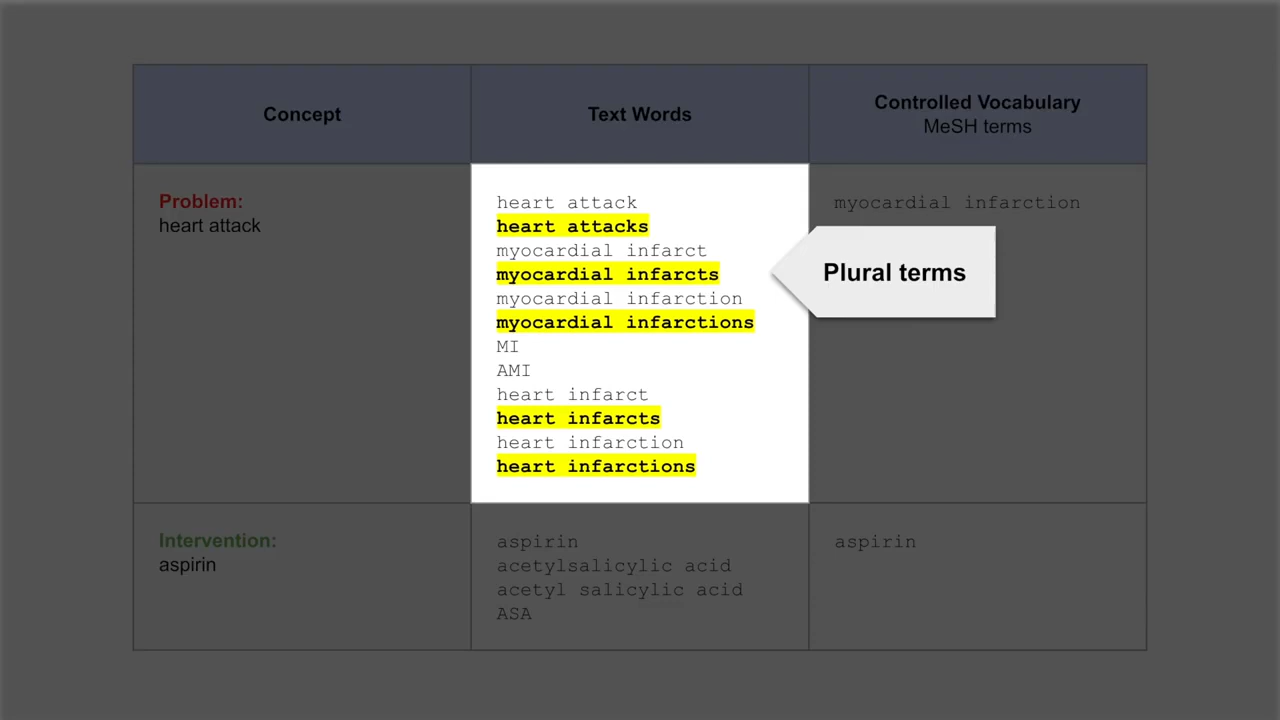 Concept
Text Words
Controlled Vocabulary
MeSH terms
Problem:
heart attack
heart attack
heart attacks
myocardial infarct
myocardial infarcts
myocardial infarction
myocardial infarctions
MI
AMI
heart infarct
heart infarcts
heart infarction
heart infarctions
myocardial infarction
Plural terms
Intervention:
aspirin
aspirin
acetylsalicylic acid
acetyl salicylic acid
ASA
aspirin